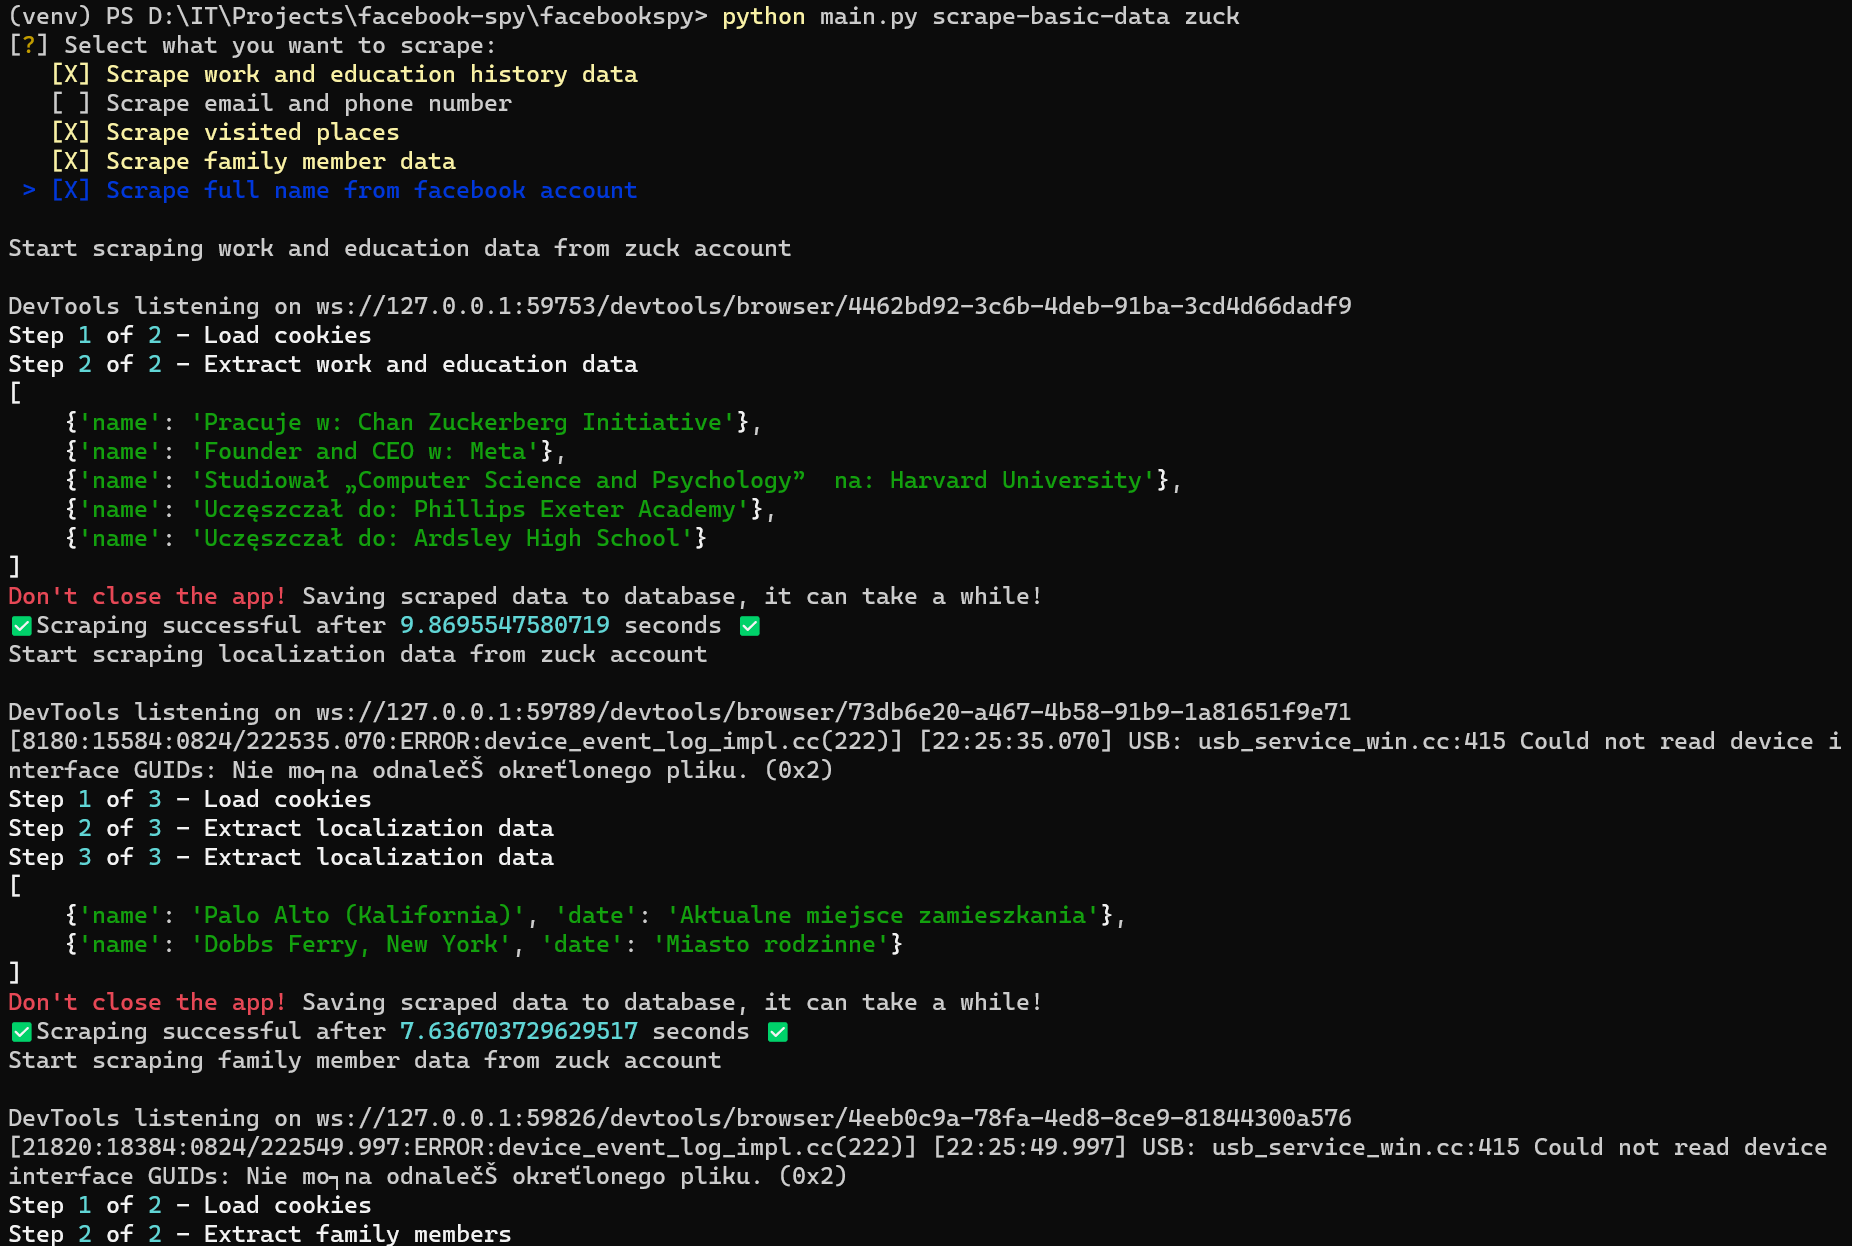 (venv) PS D:\IT\Projects\facebook-spy\facebookspy> python main.py scrape-basic-data zuck
[?] Select what you want to scrape:
   [X] Scrape work and education history data
   [ ] Scrape email and phone number
   [X] Scrape visited places
   [X] Scrape family member data
 > [X] Scrape full name from facebook account

Start scraping work and education data from zuck account

DevTools listening on ws://127.0.0.1:59753/devtools/browser/4462bd92-3c6b-4deb-91ba-3cd4d66dadf9
Step 1 of 2 - Load cookies
Step 2 of 2 - Extract work and education data
[
    {'name': 'Pracuje w: Chan Zuckerberg Initiative'},
    {'name': 'Founder and CEO w: Meta'},
    {'name': 'Studiował „Computer Science and Psychology”  na: Harvard University'},
    {'name': 'Uczęszczał do: Phillips Exeter Academy'},
    {'name': 'Uczęszczał do: Ardsley High School'}
]
Don't close the app! Saving scraped data to database, it can take a while!
✅Scraping successful after 9.8695547580719 seconds ✅
Start scraping localization data from zuck account

DevTools listening on ws://127.0.0.1:59789/devtools/browser/73db6e20-a467-4b58-91b9-1a81651f9e71
[8180:15584:0824/222535.070:ERROR:device_event_log_impl.cc(222)] [22:25:35.070] USB: usb_service_win.cc:415 Could not read device i
nterface GUIDs: Nie mo┐na odnalečŠ okreťlonego pliku. (0x2)
Step 1 of 3 - Load cookies
Step 2 of 3 - Extract localization data
Step 3 of 3 - Extract localization data
[
    {'name': 'Palo Alto (Kalifornia)', 'date': 'Aktualne miejsce zamieszkania'},
    {'name': 'Dobbs Ferry, New York', 'date': 'Miasto rodzinne'}
]
Don't close the app! Saving scraped data to database, it can take a while!
✅Scraping successful after 7.636703729629517 seconds ✅
Start scraping family member data from zuck account

DevTools listening on ws://127.0.0.1:59826/devtools/browser/4eeb0c9a-78fa-4ed8-8ce9-81844300a576
[21820:18384:0824/222549.997:ERROR:device_event_log_impl.cc(222)] [22:25:49.997] USB: usb_service_win.cc:415 Could not read device
interface GUIDs: Nie mo┐na odnalečŠ okreťlonego pliku. (0x2)
Step 1 of 2 - Load cookies
Step 2 of 2 - Extract family members